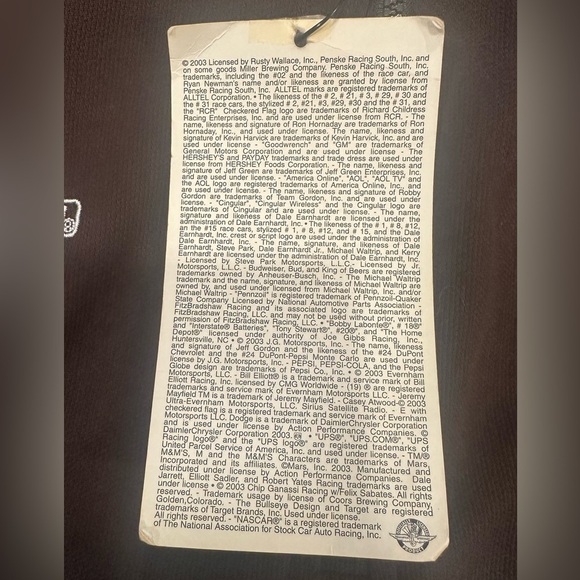 © 2003 Licensed by Rusty Wallace, Inc., Penske Racing South, Inc. and
on some goods Miller Brewing Company. Penske Racing South, Inc.
trademarks, including the #02 and the likeness of the race car, and
Ryan Newman's name and/or likeness are granted by license from
Penske Racing South, Inc. ALLTEL marks are registered trademarks of
ALLTEL Corporation. • The likeness of the # 2, # 21, # 3, # 29, # 30 and
the # 31 race cars, the stylized # 2, #21, #3, #29, #30 and the # 31, and
the "RCR" Checkered Flag logo are trademarks of Richard Childress
Racing Enterprises, Inc. and are used under license from RCR. - The
name, likeness and signature of Ron Hornaday are trademarks of Ron
Hornaday, Inc., and used under license. The name, likeness and
signature of Kevin Harvick are trademarks of Kevin Harvick, Inc. and are
used under license. - "Goodwrench" and "GM" are trademarks of
General Motors Corporation and are used under license - The
HERSHEY'S and PAYDAY trademarks and trade dress are used under
license from HERSHEY Foods Corporation. - The name, likeness and
signature of Jeff Green are trademarks of Jeff Green Enterprises, Inc.
and are used under license. - "America Online", "AOL", "AOL TV" and
the AOL logo are registered trademarks of America Online, Inc., and
are used under license. - The name, likeness and signature of Robby
Gordon are trademarks of Team Gordon, Inc. and are used under
license. - "Cingular", "Cingular Wireless" and the Cingular logo are
trademarks of Cingular and are used under license. - The name,
signature and likeness of Dale Earnhardt are licensed under the
administration of Dale Earnhardt, Inc. • The likeness of the # 1, # 8, #12,
an the #15 race cars, stylized # 1, # 8, #12, and # 15, and the Dale
Earnhardt, Inc. crest or script logo are used under the administration of
Dale Earnhardt, Inc. - The name, signature, and likeness of Dale
Earnhardt, Steve Park, Dale Earnhardt Jr., Michael Waltrip, and Kerry
Earnhardt are licensed under the administration of Dale Earnhardt, Inc.
- Licensed by Steve Park Motorsports, L.L.C.- Licensed by Jr.
Motorsports, L.L.C. - Budweiser, Bud, and King of Beers are registered
trademarks owned by Anheuser-Busch, Inc. - The Michael Waltrip
trademark and the name, signature, and likeness of Michael Waltrip are
owned by, and used under license from Michael Waltrip, Inc. and/or
Michael Waltrip - "Pennzoil" is registered trademark of Pennzoil-Quaker
State Company Licensed by National Automotive Parts Association -
FitzBradshaw Racing and its associated logo are trademarks of
FitzBradshaw Racing, LLC, and may not be used without prior, written
permission of FitzBradshaw Racing, LLC. • "Bobby Labonte®", # 18®"
and "Interstate® Batteries", "Tony Stewart®", "#20®", and "The Home
Depot®" licensed under authority of Joe Gibbs Racing, Inc.,
Huntersville, NC • © 2003 J.G. Motorsports, Inc. - The name, likeness
and signature of Jeff Gordon and the likeness of the #24 DuPont
Chevrolet and the #24 DuPont-Pepsi Monte Carlo are used under
license by J.G. Motorsports, Inc. - PEPSI, PEPSI-COLA, and the Pepsi
Globe design are trademarks of Pepsi Co., Inc. • © 2003 Evernham
Motorsports, LLC. - Bill Elliott® is a trademark and service mark of Bill
Elliott Racing, Inc. licensed by CMG Worldwide - (19) ® are registered
trademark and service mark of Evernham Motorsports LLC. - Jeremy
Mayfield TM is a trademark of Jeremy Mayfield. - Casey Atwood-© 2003
Ultra-Evernham Motorsports, LLC. Sirius Satellite Radio. - E with
checkered flag is a registered trademark and service mark of Evernham
Motorsports LLC. Dodge is a trademark of DaimlerChrysler Corporation
and is used under license by Action Performance Companies. ©
DaimlerChrysler Corporation 2003. • "UPS®", "UPS.COM®", "UPS
Racing logo®" and the "UPS logo®" are registered trademarks of
United Parcel Service of America, Inc. and used under license. - TM/®
M&M'S, M and the M&M'S Characters are trademarks of Mars,
Incorporated and its affiliates. ©Mars, Inc. 2003. Manufactured and
distributed under license by Action Performance Companies. Dale
Jarrett, Elliott Sadler, and Robert Yates Racing trademarks are used
under license • © 2003 Chip Ganassi Racing w/Felix Sabates. All rights
reserved. - Trademark usage by license of Coors Brewing Company,
Golden, Colorado. - The Bullseye Design and Target are registered
trademarks of Target Brands, Inc. Used under license.
All rights reserved. - "NASCAR®" is a registered trademark
of The National Association for Stock Car Auto Racing, Inc.